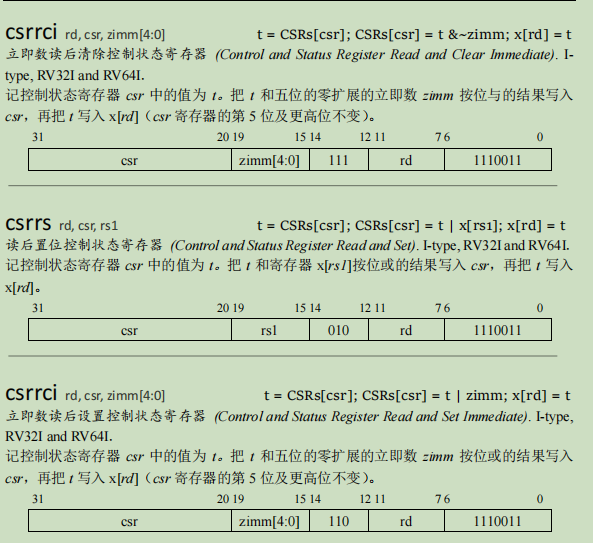 csrrci rd, csr, zimm[4:0] t = CSRs[csr]; CSRs[csr] = t &~zimm; x[rd] = t
立即数读后清除控制状态寄存器 (Control and Status Register Read and Clear Immediate). I-
type, RV32I and RV64I.
记控制状态寄存器 csr 中的值为 t。把 t 和五位的零扩展的立即数 zimm 按位与的结果写入
csr，再把 t 写入 x[rd]（csr 寄存器的第 5 位及更高位不变）。
31 20 19 15 14 12 11 7 6 0
csr zimm[4:0] 111 rd 1110011
csrrs rd, csr, rs1 t = CSRs[csr]; CSRs[csr] = t | x[rs1]; x[rd] = t
读后置位控制状态寄存器 (Control and Status Register Read and Set). I-type, RV32I and RV64I.
记控制状态寄存器 csr 中的值为 t。把 t 和寄存器 x[rs1]按位或的结果写入 csr，再把 t 写入
x[rd]。
31 20 19 15 14 12 11 7 6 0
csr rs1 010 rd 1110011
csrrci rd, csr, zimm[4:0] t = CSRs[csr]; CSRs[csr] = t | zimm; x[rd] = t
立即数读后设置控制状态寄存器 (Control and Status Register Read and Set Immediate). I-type,
RV32I and RV64I.
记控制状态寄存器 csr 中的值为 t。把 t 和五位的零扩展的立即数 zimm 按位或的结果写入
csr，再把 t 写入 x[rd]（csr 寄存器的第 5 位及更高位不变）。
31 20 19 15 14 12 11 7 6 0
csr zimm[4:0] 110 rd 1110011